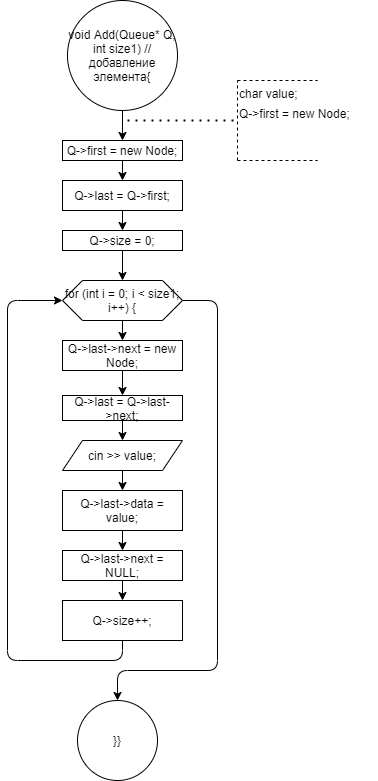 void Add(Queue* Q,
int size1) //
добавление
элемента{
char value;
Q->first = new Node;
Q->first = new Node;
Q->last = Q->first;
Q->size = 0;
for (int i = 0; i < size1;
i++) {
Q->last->next = new
Node;
Q->last = Q->last-
>next;
cin >> value;
Q->last->data =
value;
Q->last->next =
NULL;
Q->size++;
}}